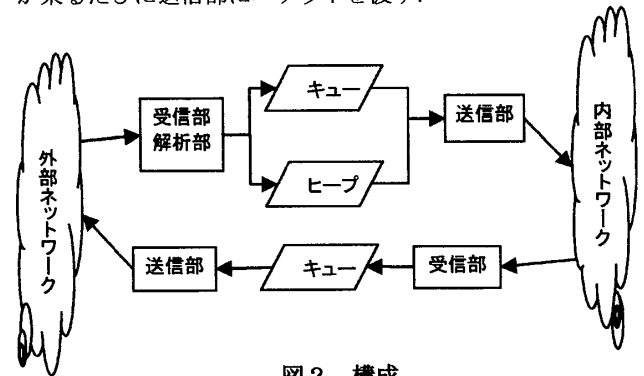 が来るたびに送信部にパケットを渡す.
外部ネットワーク
受信部
解析部
キュー
ヒープ
送信部
内部ネットワーク
送信部
キュー
受信部
図2 構成